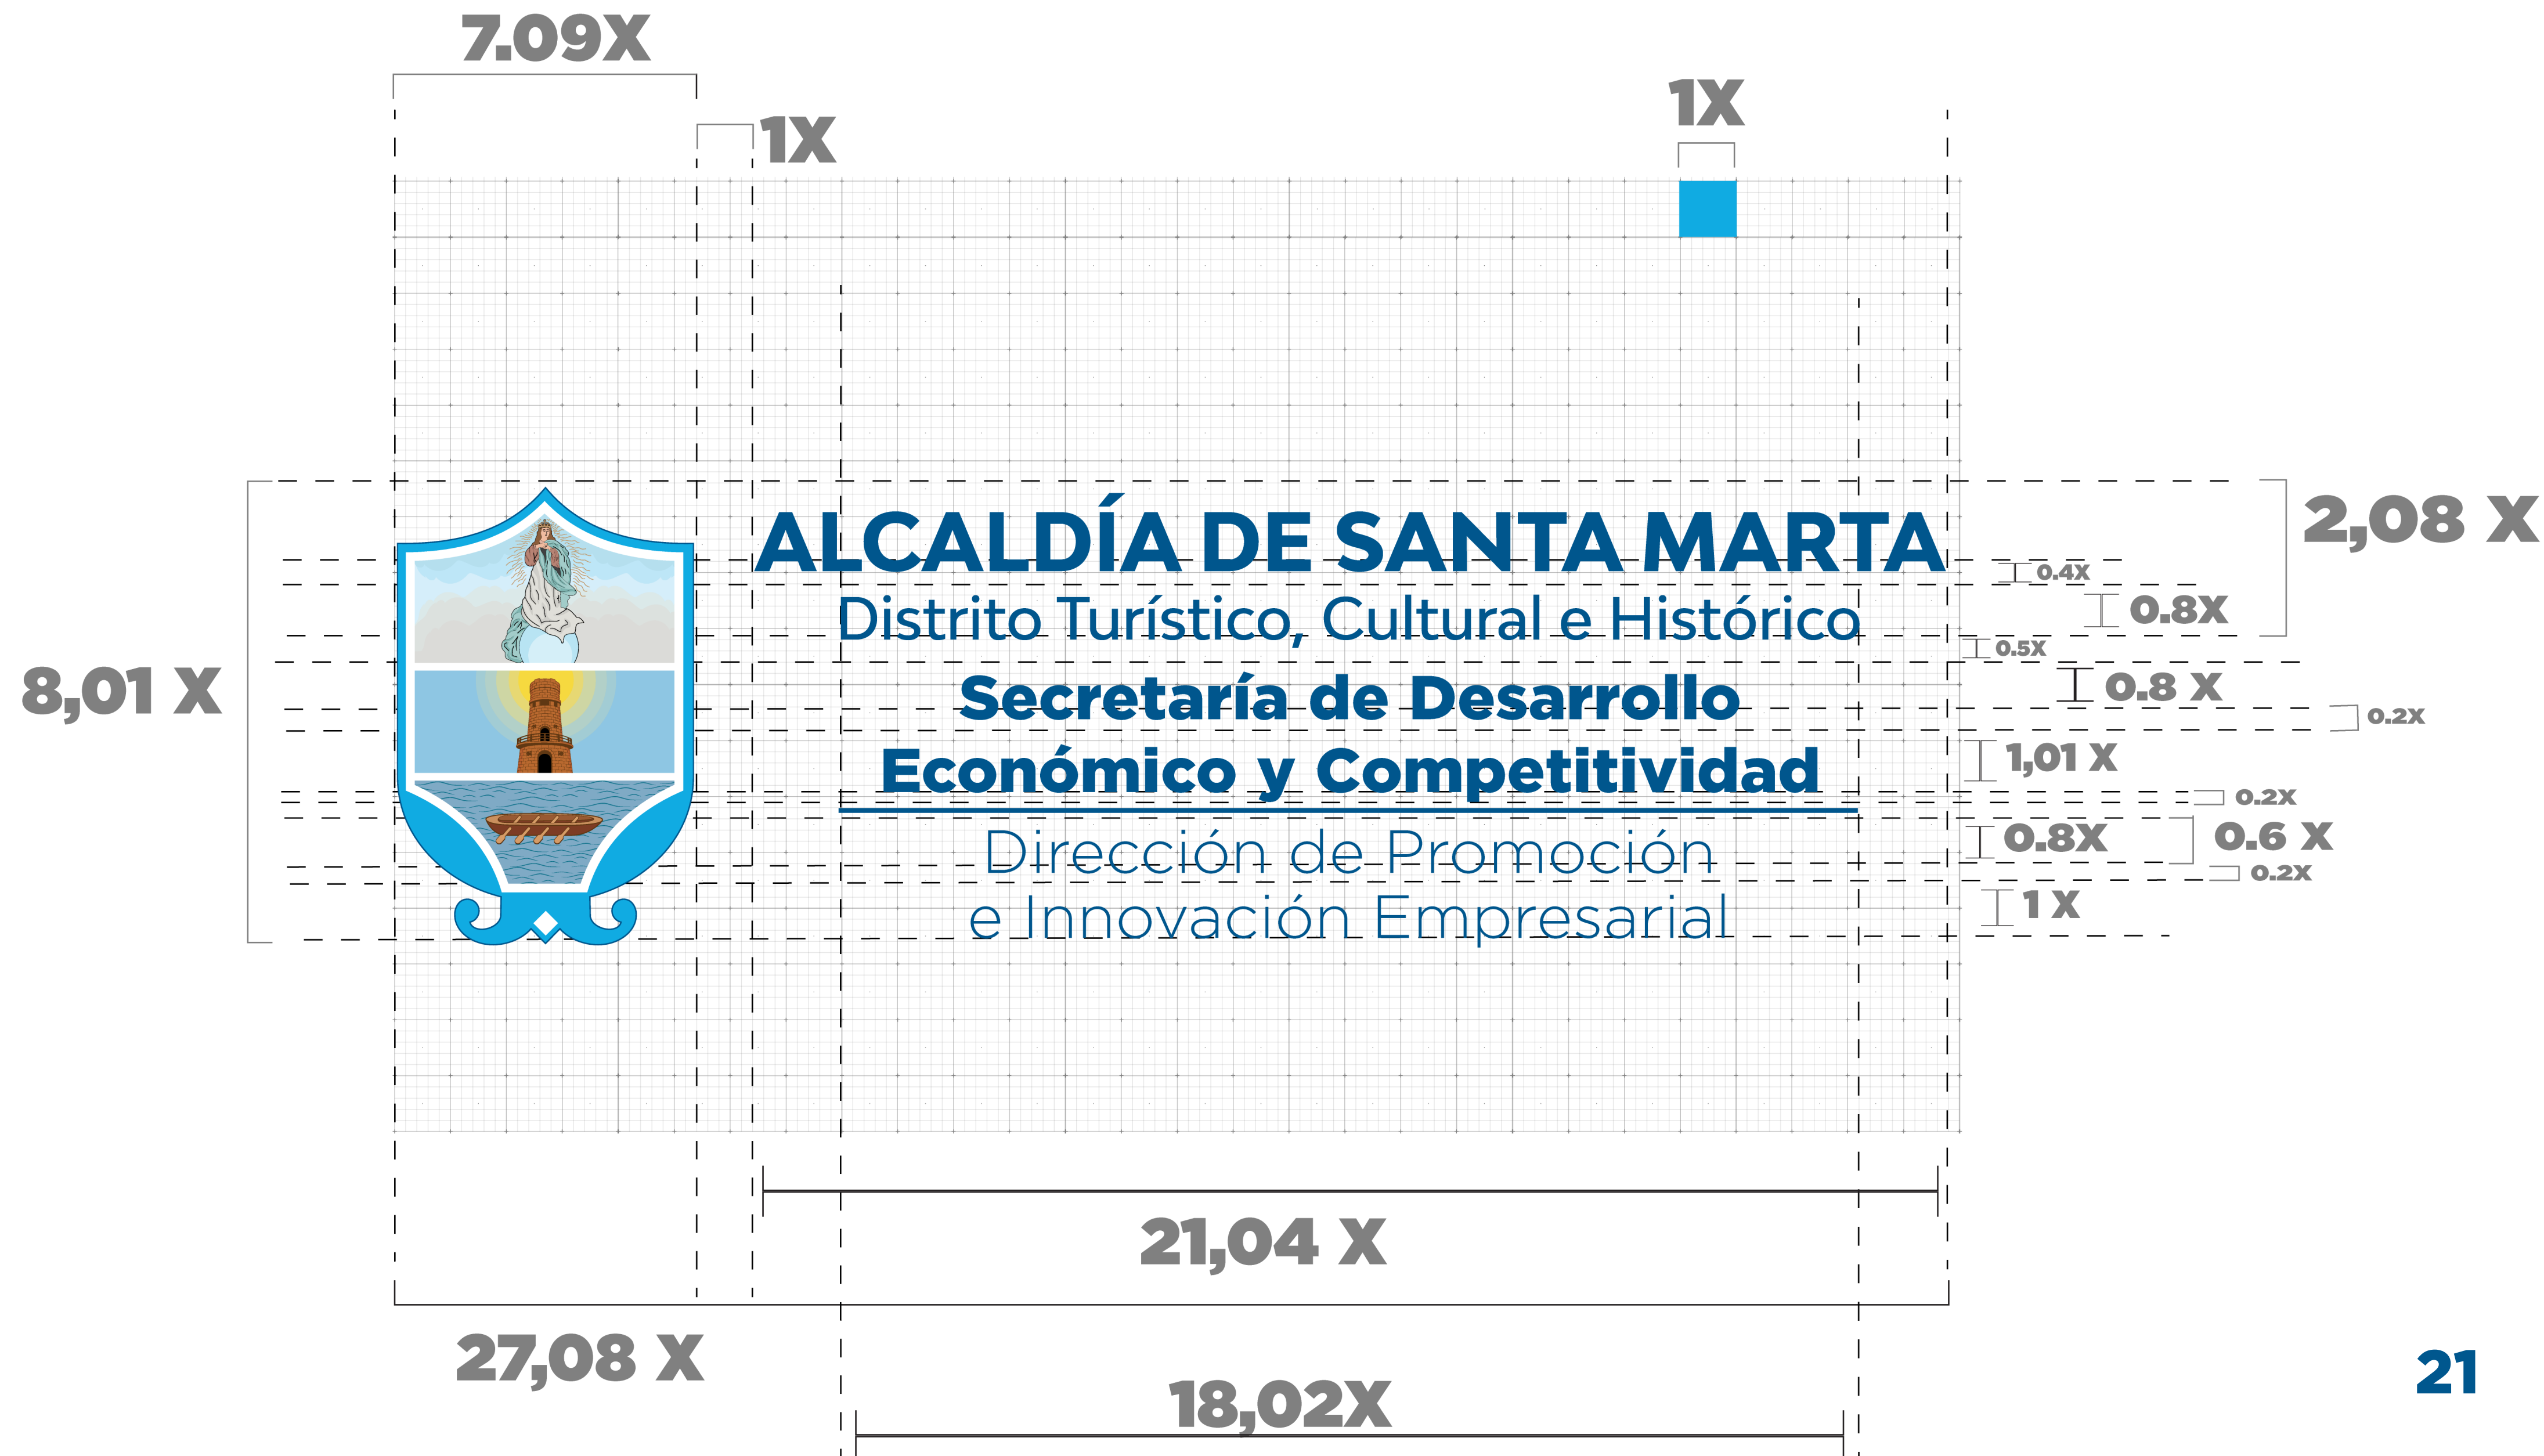 7.09X
1X
1X
ALCALDÍA DE SANTA MARTA
Distrito Turístico, Cultural e Histórico
Secretaría de Desarrollo
Económico y Competitividad
Dirección de Promoción
e Innovación Empresarial
8,01 X
2,08 X
0.4X
0.8X
0.5X
0.8 X
0.2X
1,01 X
0.2X
0.8X
0.6 X
0.2X
1 X
21,04 X
27,08 X
18,02X
21